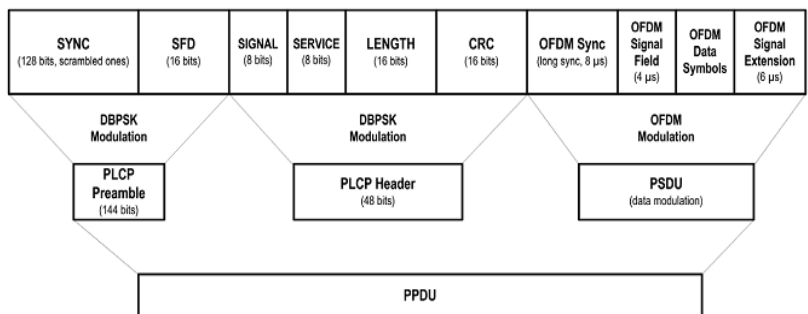 SYNC
(128 bits, scrambled ones)
SFD
(16 bits)
SIGNAL
(8 bits)
SERVICE
(8 bits)
LENGTH
(16 bits)
CRC
(16 bits)
OFDM Sync
(long sync, 8 µs)
OFDM
Signal
Field
(4 µs)
OFDM
Data
Symbols
OFDM
Signal
Extension
(6 µs)
DBPSK
Modulation
DBPSK
Modulation
OFDM
Modulation
PLCP
Preamble
(144 bits)
PLCP Header
(48 bits)
PSDU
(data modulation)
PPDU